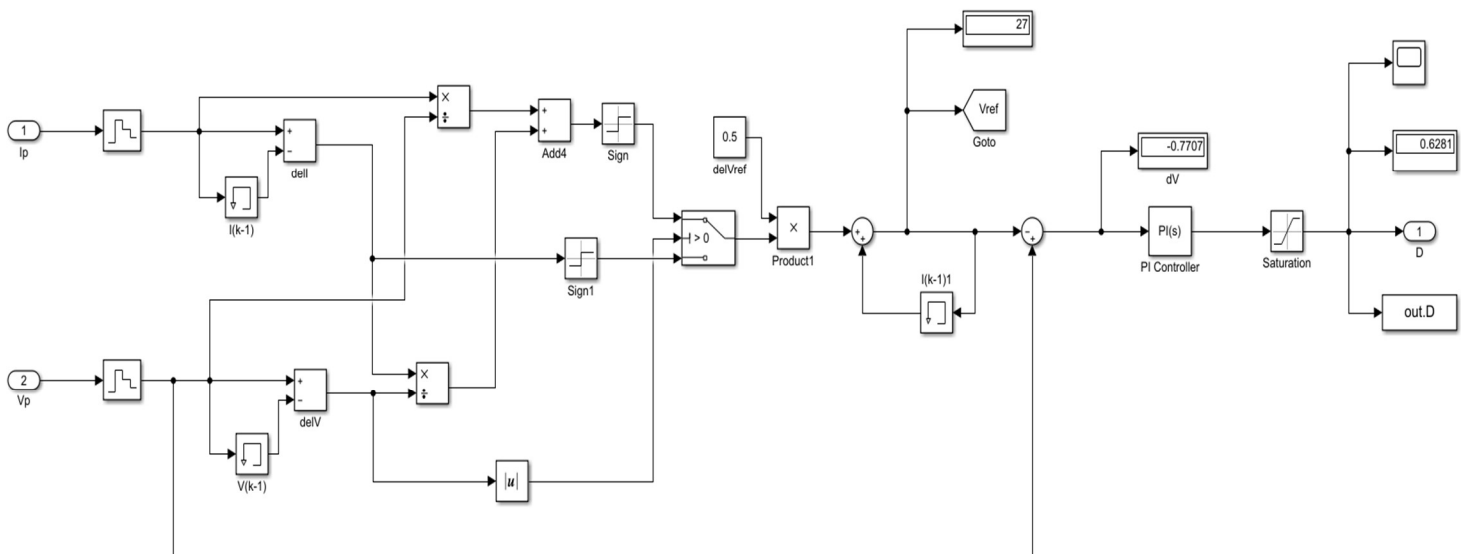 27
Vref
Goto
1
Ip
×
÷
+
-
delI
I(k-1)
+
+
Add4
Sign
0.5
delVref
-0.7707
dV
0.6281
> 0
×
Product1
+
+
-
+
PI(s)
PI Controller
Saturation
1
D
Sign1
I(k-1)1
out.D
2
Vp
+
-
delV
×
÷
V(k-1)
|u|